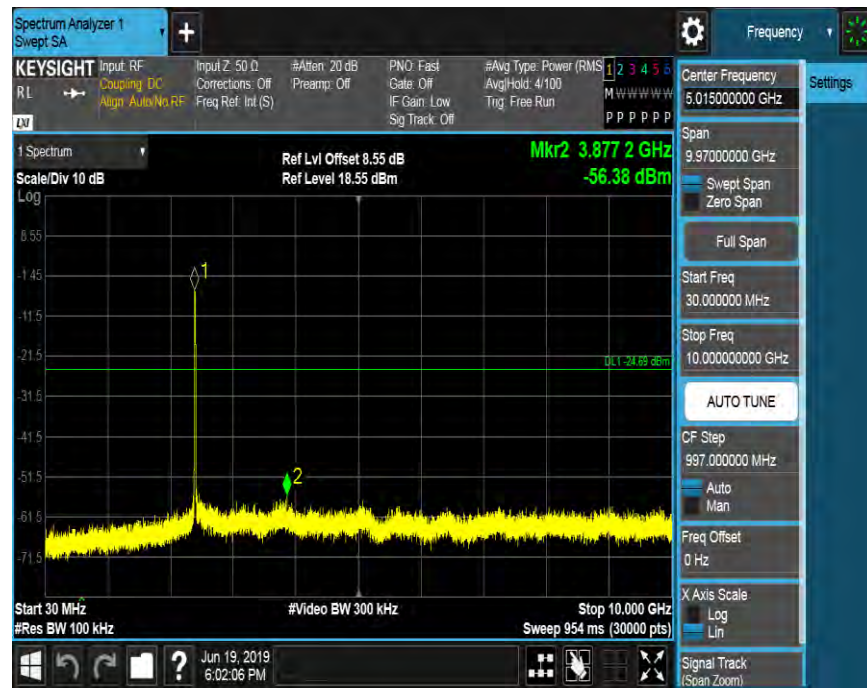 Spectrum Analyzer 1
Swept SA
+
Frequency
KEYSIGHT
RL
LXI
Input: RF
Coupling: DC
Align: Auto/No RF
Input Z: 50 Ω
Corrections: Off
Freq Ref: Int (S)
#Atten: 20 dB
Preamp: Off
PNO: Fast
Gate: Off
IF Gain: Low
Sig Track: Off
#Avg Type: Power (RMS
Avg|Hold: 4/100
Trig: Free Run
1 2 3 4 5 6
M W W W W W
P P P P P P
1 Spectrum
Scale/Div 10 dB
Log
Ref Lvl Offset 8.55 dB
Ref Level 18.55 dBm
Mkr2 3.877 2 GHz
-56.38 dBm
8.55
-1.45
-11.5
-21.5
-31.5
-41.5
-51.5
-61.5
-71.5
1
DL1 -24.69 dBm
2
Start 30 MHz
#Res BW 100 kHz
#Video BW 300 kHz
Stop 10.000 GHz
Sweep 954 ms (30000 pts)
?
Jun 19, 2019
6:02:06 PM
Center Frequency
5.015000000 GHz
Settings
Span
9.97000000 GHz
Swept Span
Zero Span
Full Span
Start Freq
30.000000 MHz
Stop Freq
10.000000000 GHz
AUTO TUNE
CF Step
997.000000 MHz
Auto
Man
Freq Offset
0 Hz
X Axis Scale
Log
Lin
Signal Track
(Span Zoom)